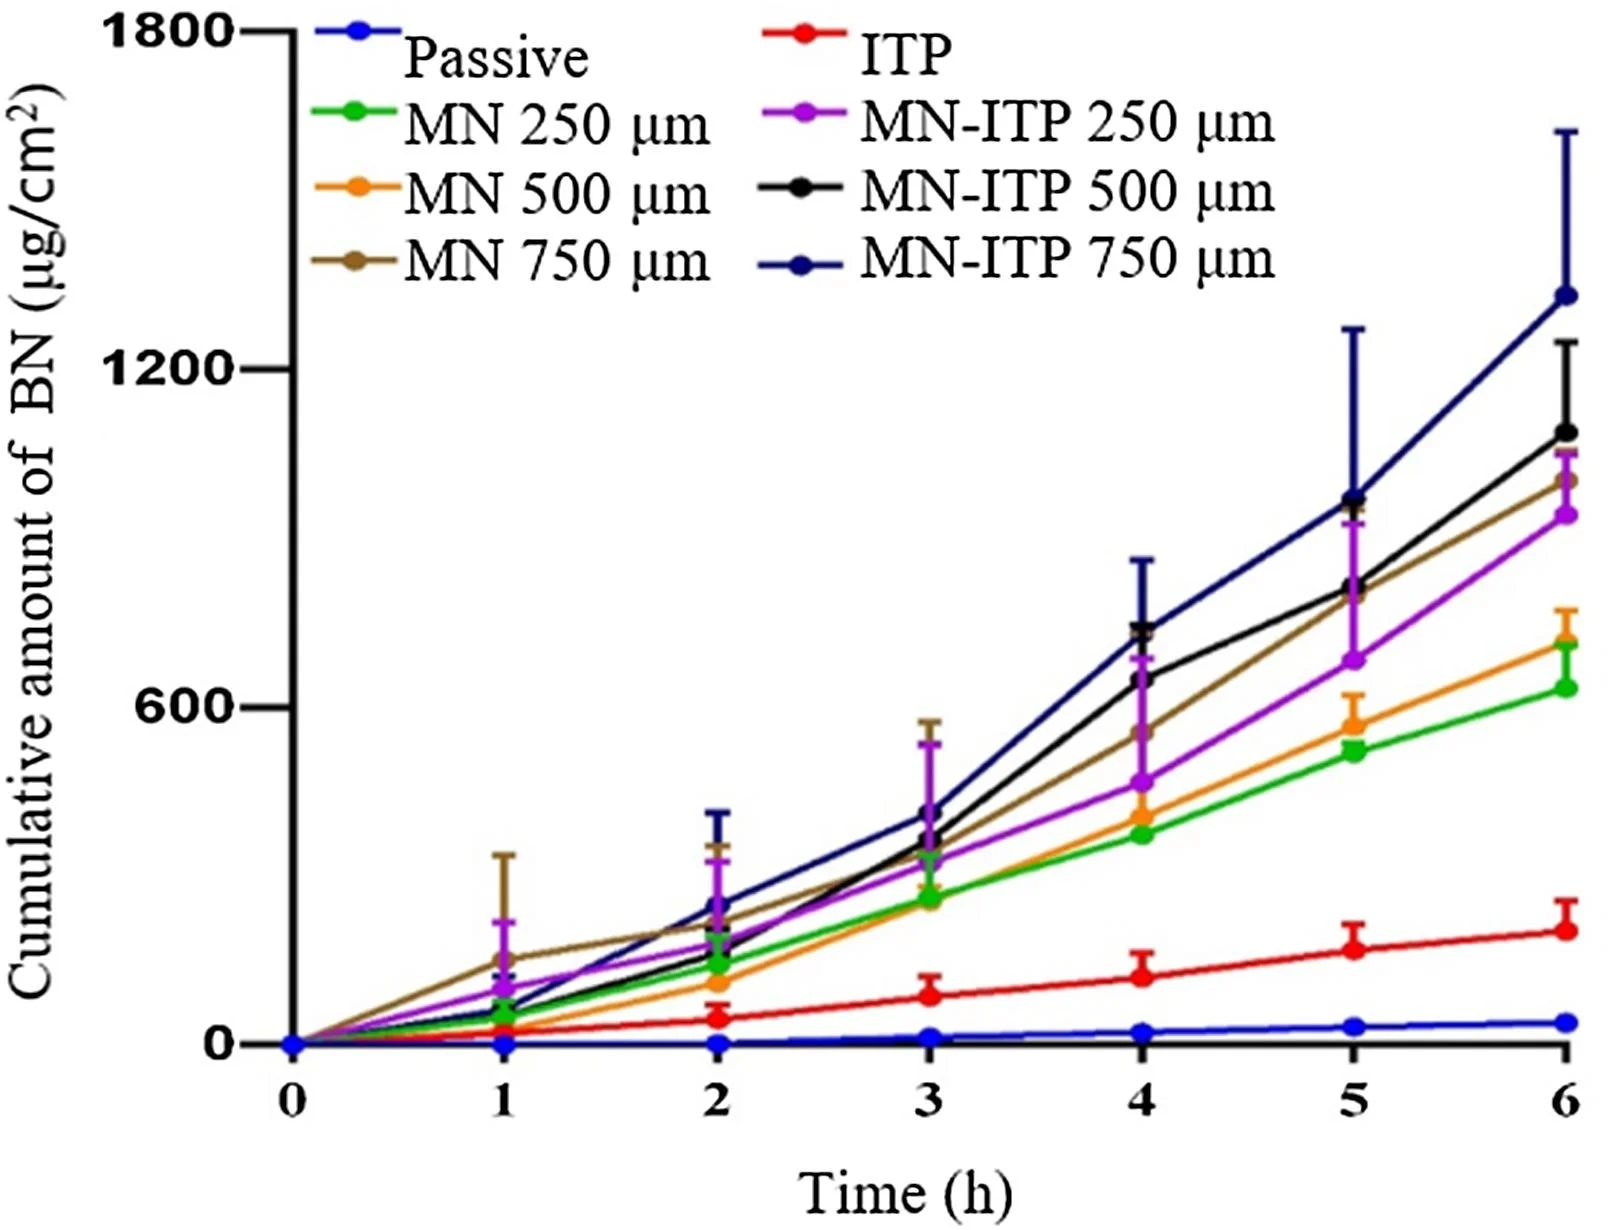 Cumulative amount of BN (μg/cm²)
1800
1200
600
0
Passive
ITP
MN 250 μm
MN-ITP 250 μm
MN 500 μm
MN-ITP 500 μm
MN 750 μm
MN-ITP 750 μm
0 1 2 3 4 5 6
Time (h)